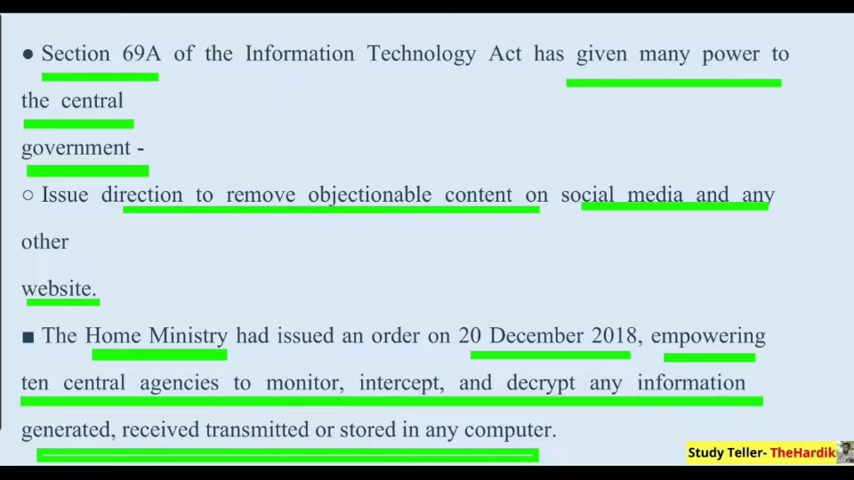 ● Section 69A of the Information Technology Act has given many power to
the central
government -
○ Issue direction to remove objectionable content on social media and any
other
website.
■ The Home Ministry had issued an order on 20 December 2018, empowering
ten central agencies to monitor, intercept, and decrypt any information
generated, received transmitted or stored in any computer.
Study Teller- TheHardik